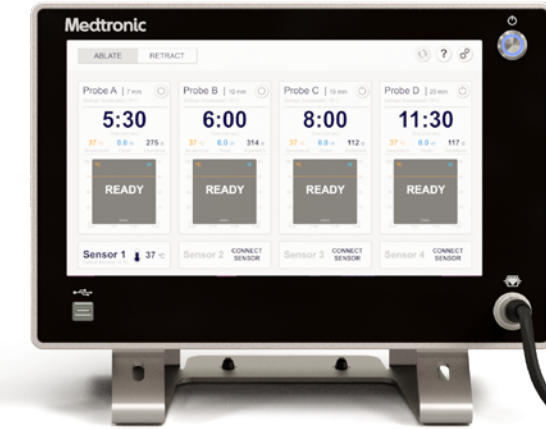 Medtronic
ABLATE RETRACT ?
Probe A | 7 mm Probe B | 10 mm Probe C | 15 mm Probe D | 20 mm
5:30 6:00 8:00 11:30
37 °C 0.0 W 275 Ω 37 °C 0.0 W 314 Ω 37 °C 0.0 W 112 Ω 37 °C 0.0 W 117 Ω
READY READY READY READY
Sensor 1 37 °C Sensor 2 CONNECT SENSOR Sensor 3 CONNECT SENSOR Sensor 4 CONNECT SENSOR